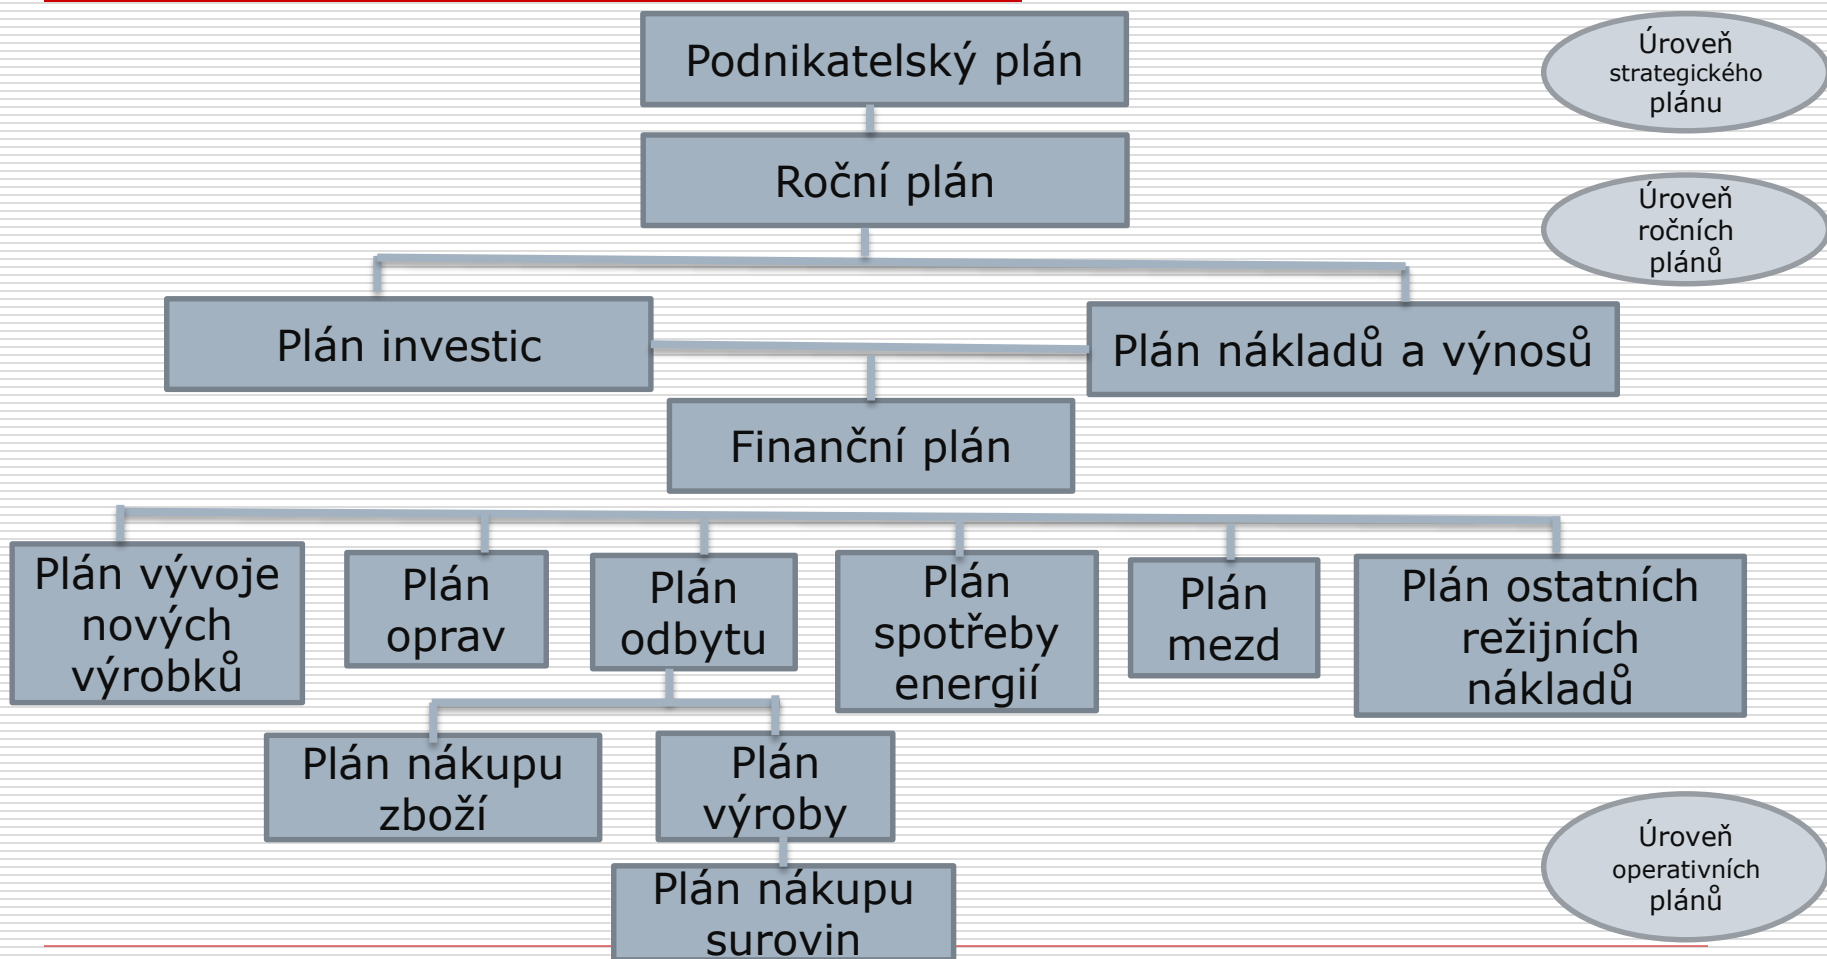 Podnikatelský plán
Úroveň
strategického
plánu
Roční plán
Úroveň
ročních
plánů
Plán investic
Plán nákladů a výnosů
Finanční plán
Plán vývoje
nových
výrobků
Plán
oprav
Plán
odbytu
Plán
spotřeby
energií
Plán
mezd
Plán ostatních
režijních
nákladů
Plán nákupu
zboží
Plán
výroby
Úroveň
operativních
plánů
Plán nákupu
surovin